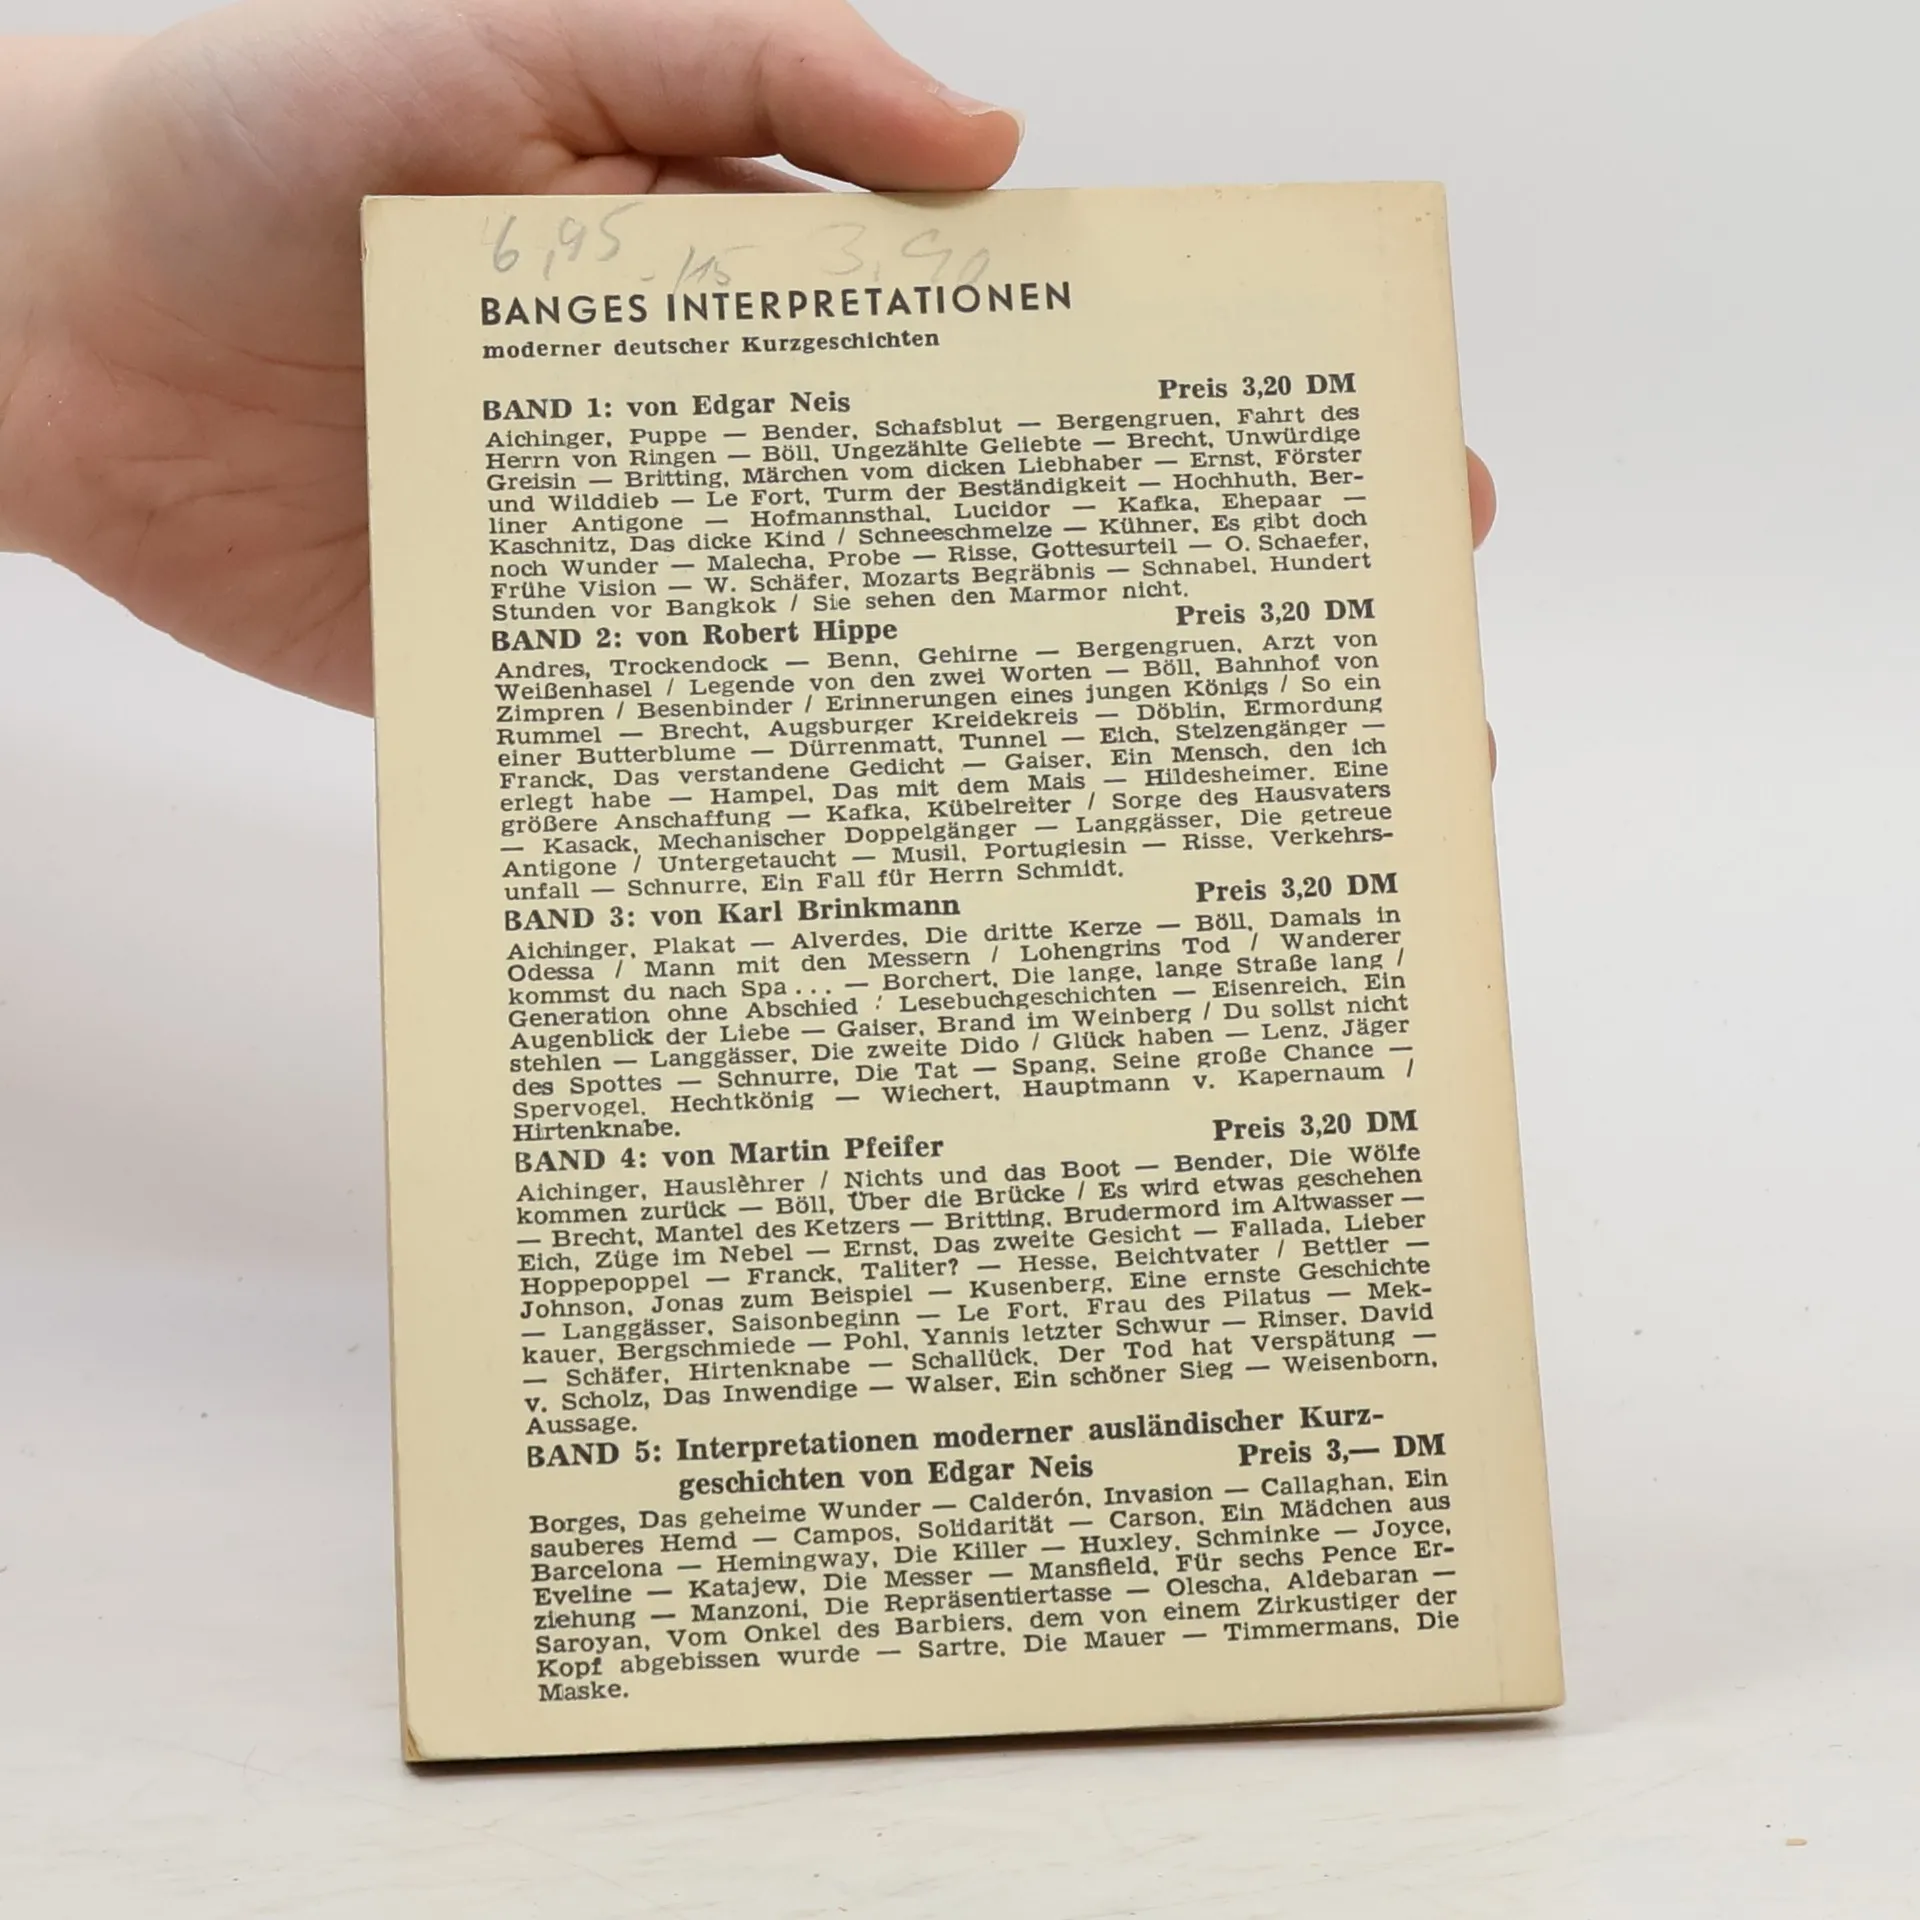 6,95 -/15 3,90
BANGES INTERPRETATIONEN
moderner deutscher Kurzgeschichten
BAND 1: von Edgar Neis Preis 3,20 DM
Aichinger, Puppe — Bender, Schafsblut — Bergengruen, Fahrt des
Herrn von Ringen — Böll, Ungezählte Geliebte — Brecht, Unwürdige
Greisin — Britting, Märchen vom dicken Liebhaber — Ernst, Förster
und Wilddieb — Le Fort, Turm der Beständigkeit — Hochhuth, Ber-
liner Antigone — Hofmannsthal, Lucidor — Kafka, Ehepaar —
Kaschnitz, Das dicke Kind / Schneeschmelze — Kühner, Es gibt doch
noch Wunder — Malecha, Probe — Risse, Gottesurteil — O. Schaefer,
Frühe Vision — W. Schäfer, Mozarts Begräbnis — Schnabel, Hundert
Stunden vor Bangkok / Sie sehen den Marmor nicht.
BAND 2: von Robert Hippe Preis 3,20 DM
Andres, Trockendock — Benn, Gehirne — Bergengruen, Arzt von
Weißenhasel / Legende von den zwei Worten — Böll, Bahnhof von
Zimpren / Besenbinder / Erinnerungen eines jungen Königs / So ein
Rummel — Brecht, Augsburger Kreidekreis — Döblin, Ermordung
einer Butterblume — Dürrenmatt, Tunnel — Eich, Stelzengänger —
Franck, Das verstandene Gedicht — Gaiser, Ein Mensch, den ich
erlegt habe — Hampel, Das mit dem Mais — Hildesheimer, Eine
größere Anschaffung — Kafka, Kübelreiter / Sorge des Hausvaters
— Kasack, Mechanischer Doppelgänger — Langgässer, Die getreue
Antigone / Untergetaucht — Musil, Portugiesin — Risse, Verkehrs-
unfall — Schnurre, Ein Fall für Herrn Schmidt.
BAND 3: von Karl Brinkmann Preis 3,20 DM
Aichinger, Plakat — Alverdes, Die dritte Kerze — Böll, Damals in
Odessa / Mann mit den Messern / Lohengrins Tod / Wanderer
kommst du nach Spa... — Borchert, Die lange, lange Straße lang /
Generation ohne Abschied / Lesebuchgeschichten — Eisenreich, Ein
Augenblick der Liebe — Gaiser, Brand im Weinberg / Du sollst nicht
stehlen — Langgässer, Die zweite Dido / Glück haben — Lenz, Jäger
des Spottes — Schnurre, Die Tat — Spang, Seine große Chance —
Spervogel, Hechtkönig — Wiechert, Hauptmann v. Kapernaum /
Hirtenknabe.
BAND 4: von Martin Pfeifer Preis 3,20 DM
Aichinger, Hauslèhrer / Nichts und das Boot — Bender, Die Wölfe
kommen zurück — Böll, Über die Brücke / Es wird etwas geschehen
— Brecht, Mantel des Ketzers — Britting, Brudermord im Altwasser —
Eich, Züge im Nebel — Ernst, Das zweite Gesicht — Fallada, Lieber
Hoppepoppel — Franck, Taliter? — Hesse, Beichtvater / Bettler —
Johnson, Jonas zum Beispiel — Kusenberg, Eine ernste Geschichte
— Langgässer, Saisonbeginn — Le Fort, Frau des Pilatus — Mek-
kauer, Bergschmiede — Pohl, Yannis letzter Schwur — Rinser, David
— Schäfer, Hirtenknabe — Schallück, Der Tod hat Verspätung —
v. Scholz, Das Inwendige — Walser, Ein schöner Sieg — Weisenborn,
Aussage.
BAND 5: Interpretationen moderner ausländischer Kurz-
geschichten von Edgar Neis Preis 3,— DM
Borges, Das geheime Wunder — Calderón, Invasion — Callaghan, Ein
sauberes Hemd — Campos, Solidarität — Carson, Ein Mädchen aus
Barcelona — Hemingway, Die Killer — Huxley, Schminke — Joyce,
Eveline — Katajew, Die Messer — Mansfield, Für sechs Pence Er-
ziehung — Manzoni, Die Repräsentiertasse — Olescha, Aldebaran —
Saroyan, Vom Onkel des Barbiers, dem von einem Zirkustiger der
Kopf abgebissen wurde — Sartre, Die Mauer — Timmermans, Die
Maske.